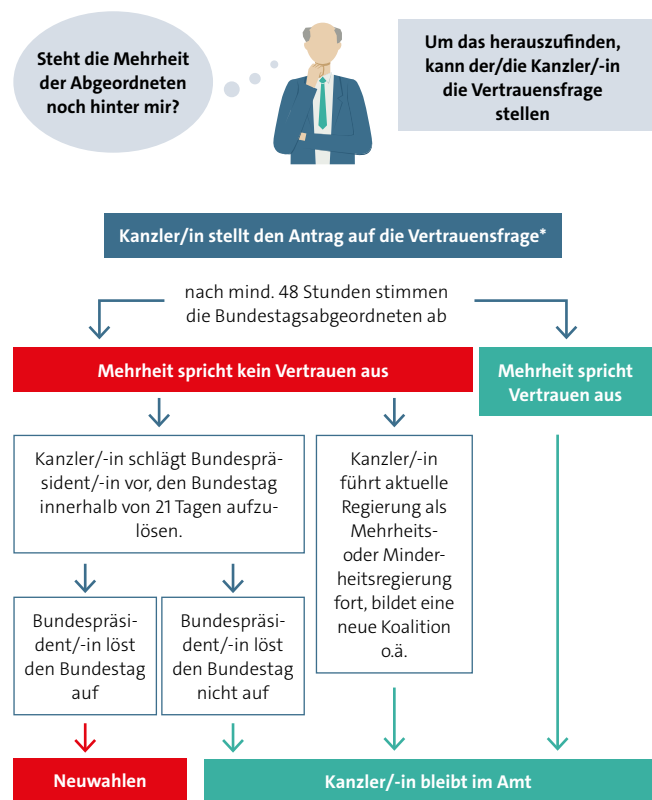 Steht die Mehrheit
der Abgeordneten
noch hinter mir?
Um das herauszufinden,
kann der/die Kanzler/-in
die Vertrauensfrage
stellen
Kanzler/in stellt den Antrag auf die Vertrauensfrage*
nach mind. 48 Stunden stimmen
die Bundestagsabgeordneten ab
Mehrheit spricht kein Vertrauen aus
Mehrheit spricht
Vertrauen aus
Kanzler/-in schlägt Bundesprä-
sident/-in vor, den Bundestag
innerhalb von 21 Tagen aufzu-
lösen.
Kanzler/-in
führt aktuelle
Regierung als
Mehrheits-
oder Minder-
heitsregierung
fort, bildet eine
neue Koalition
o.ä.
Bundespräsi-
dent/-in löst
den Bundestag
auf
Bundespräsi-
dent/-in löst
den Bundestag
nicht auf
Neuwahlen
Kanzler/-in bleibt im Amt